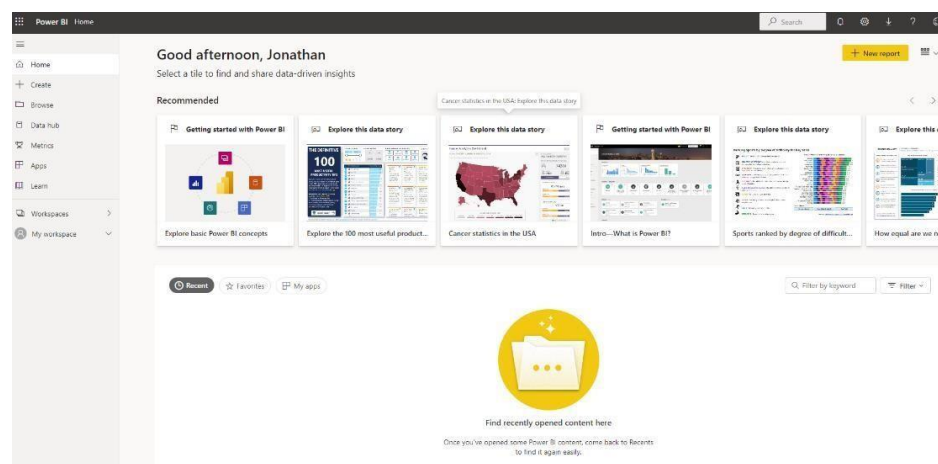 Power BI Home
Search
Home
Create
Browse
Data hub
Metrics
Apps
Learn
Workspaces
My workspace
Good afternoon, Jonathan
Select a tile to find and share data-driven insights
New report
Recommended
Cancer statistics in the USA: Explore this data story
Getting started with Power BI
Explore basic Power BI concepts
Explore this data story
THE DEFINITIVE
100
Explore the 100 most useful product...
Explore this data story
Cancer statistics in the USA
Getting started with Power BI
Intro—What is Power BI?
Explore this data story
Sports ranked by degree of difficult...
Explore this
How equal are we
Recent
Favorites
My apps
Filter by keyword
Filter
Find recently opened content here
Once you've opened some Power BI content, come back to Recents
to find it again easily.